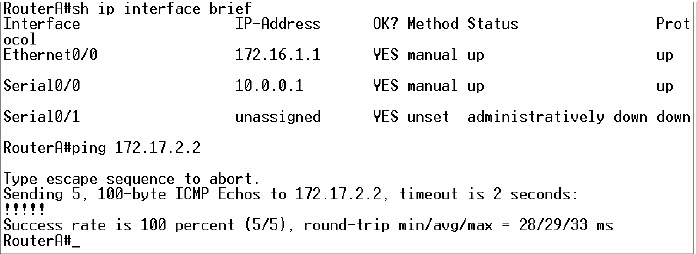 RouterA#sh ip interface brief
Interface IP-Address OK? Method Status Prot
ocol
Ethernet0/0 172.16.1.1 YES manual up up
Serial0/0 10.0.0.1 YES manual up up
Serial0/1 unassigned YES unset administratively down down
RouterA#ping 172.17.2.2
Type escape sequence to abort.
Sending 5, 100-byte ICMP Echos to 172.17.2.2, timeout is 2 seconds:
!!!!!
Success rate is 100 percent (5/5), round-trip min/avg/max = 28/29/33 ms
RouterA#_